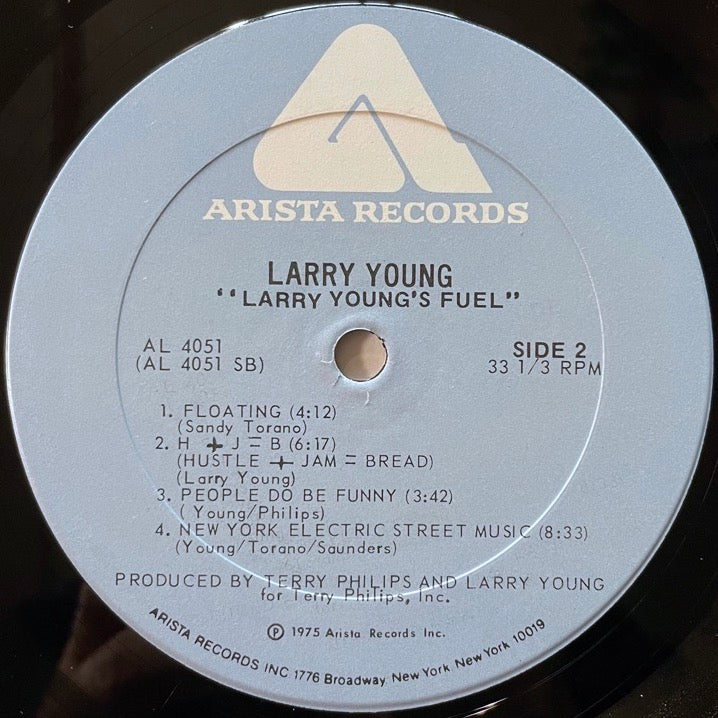 ARISTA RECORDS
LARRY YOUNG
"LARRY YOUNG'S FUEL"
AL 4051
(AL 4051 SB)
SIDE 2
33 1/3 RPM
1. FLOATING (4:12)
(Sandy Torano)
2. H + J = B (6:17)
(HUSTLE + JAM = BREAD)
(Larry Young)
3. PEOPLE DO BE FUNNY (3:42)
(Young/Philips)
4. NEW YORK ELECTRIC STREET MUSIC (8:33)
(Young/Torano/Saunders)
PRODUCED BY TERRY PHILIPS AND LARRY YOUNG
for Terry Philips, Inc.
℗ 1975 Arista Records Inc.
ARISTA RECORDS INC. 1776 Broadway New York New York 10019